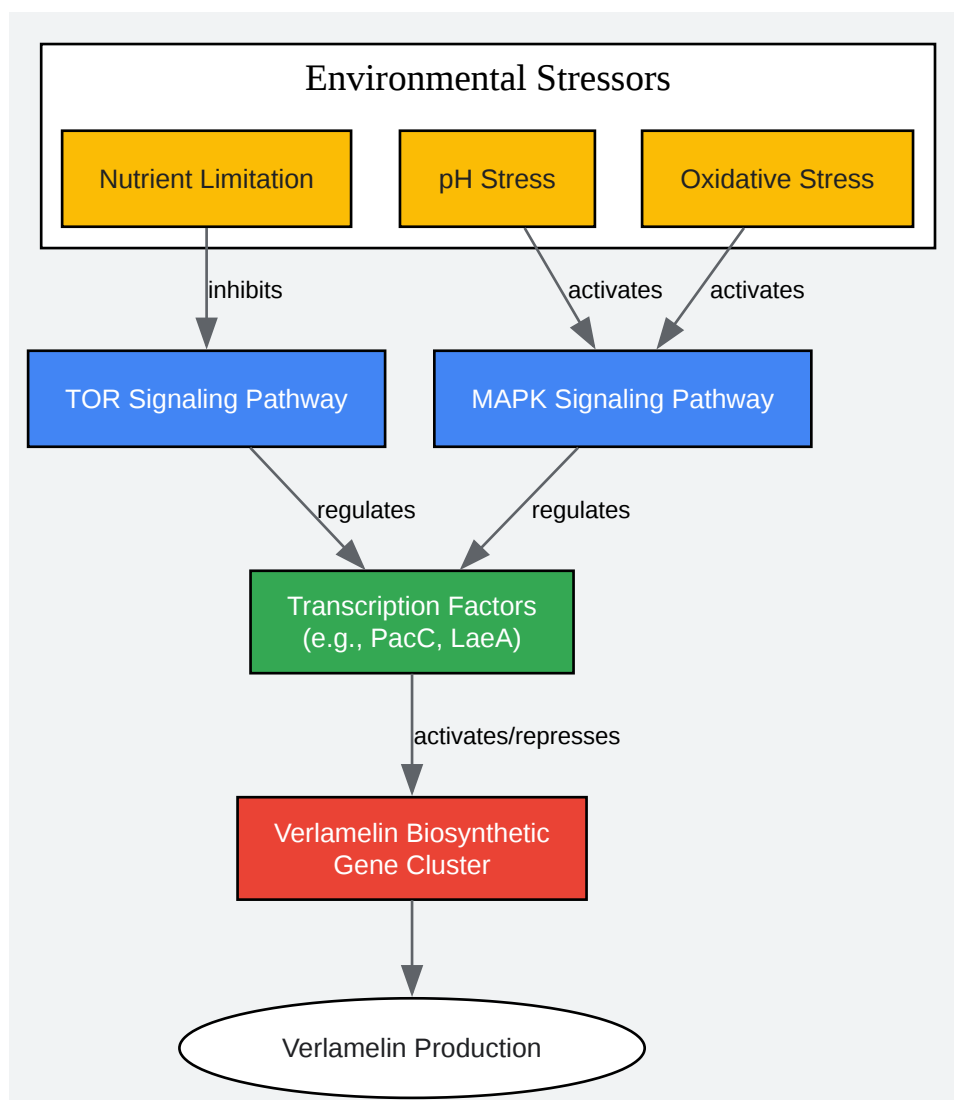 Environmental Stressors
Nutrient Limitation
pH Stress
Oxidative Stress
inhibits
activates
activates
TOR Signaling Pathway
MAPK Signaling Pathway
regulates
regulates
Transcription Factors
(e.g., PacC, LaeA)
activates/represses
Verlamelin Biosynthetic
Gene Cluster
Verlamelin Production